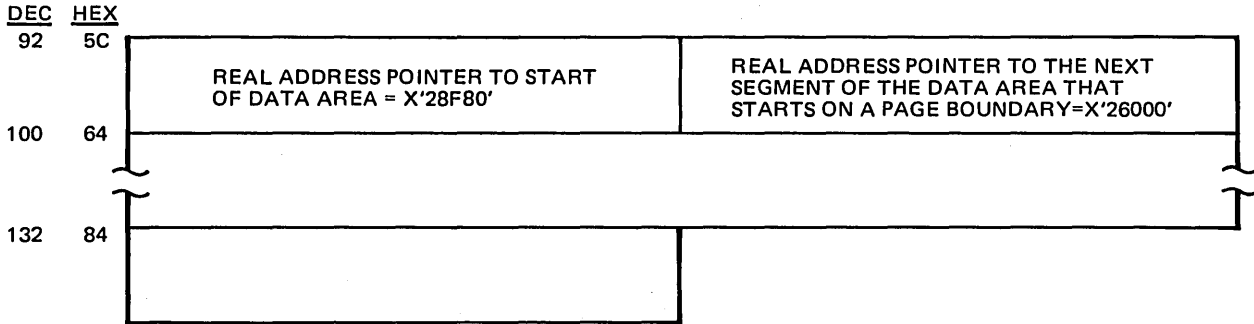 DEC HEX
92 5C
REAL ADDRESS POINTER TO START
OF DATA AREA = X'28F80'
REAL ADDRESS POINTER TO THE NEXT
SEGMENT OF THE DATA AREA THAT
STARTS ON A PAGE BOUNDARY=X'26000'
100 64
132 84